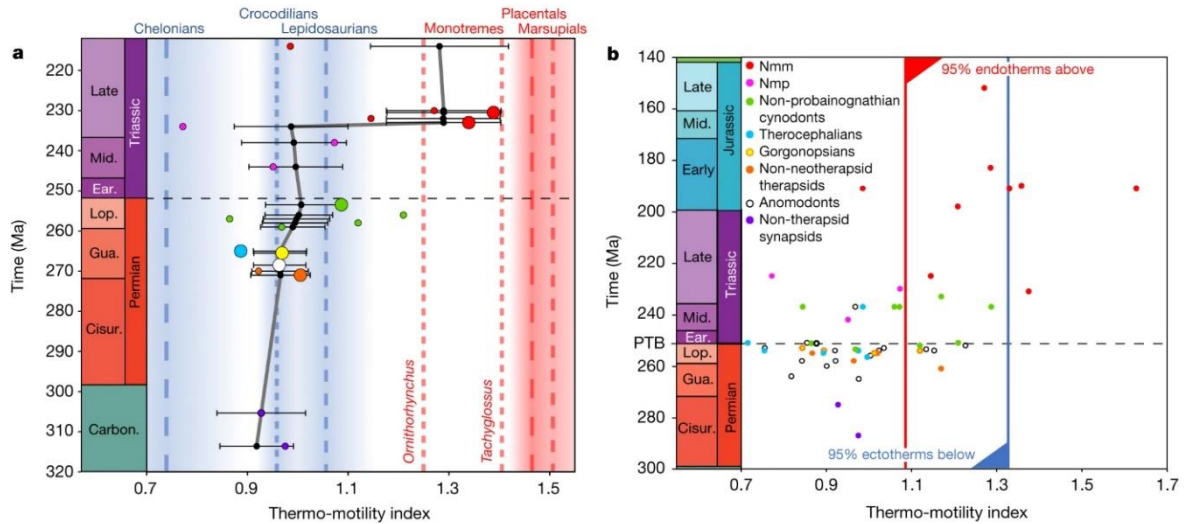 a
Chelonians
Crocodilians
Lepidosaurians
Monotremes
Placentals
Marsupials
Ornithorhynchus
Tachyglossus
Time (Ma)
220
230
240
250
260
270
280
290
300
310
320
Late
Mid.
Ear.
Triassic
Lop.
Gua.
Cisur.
Permian
Carbon.
0.7
0.9
1.1
1.3
1.5
Thermo-motility index
b
Time (Ma)
140
160
180
200
220
240
PTB
260
280
300
Late
Mid.
Early
Jurassic
Late
Mid.
Ear.
Triassic
Lop.
Gua.
Cisur.
Permian
Nmm
Nmp
Non-probainognathian
cynodonts
Therocephalians
Gorgonopsians
Non-neotherapsid
therapsids
Anomodonts
Non-therapsid
synapsids
95% endotherms above
95% ectotherms below
0.7
0.9
1.1
1.3
1.5
1.7
Thermo-motility index